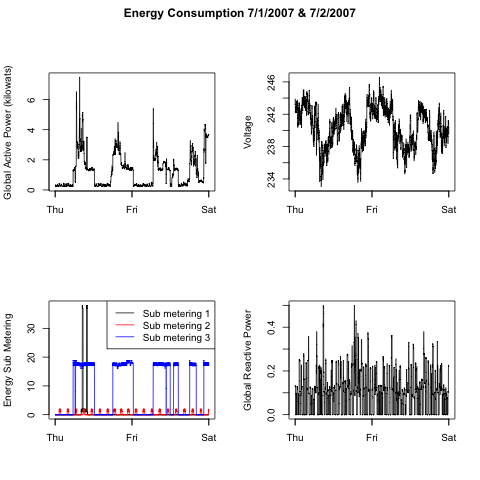 Energy Consumption 7/1/2007 & 7/2/2007
Global Active Power (kilowats)
0 2 4 6
Thu Fri Sat
Voltage
234 238 242 246
Thu Fri Sat
Energy Sub Metering
0 10 20 30
Sub metering 1
Sub metering 2
Sub metering 3
Thu Fri Sat
Global Reactive Power
0.0 0.2 0.4
Thu Fri Sat